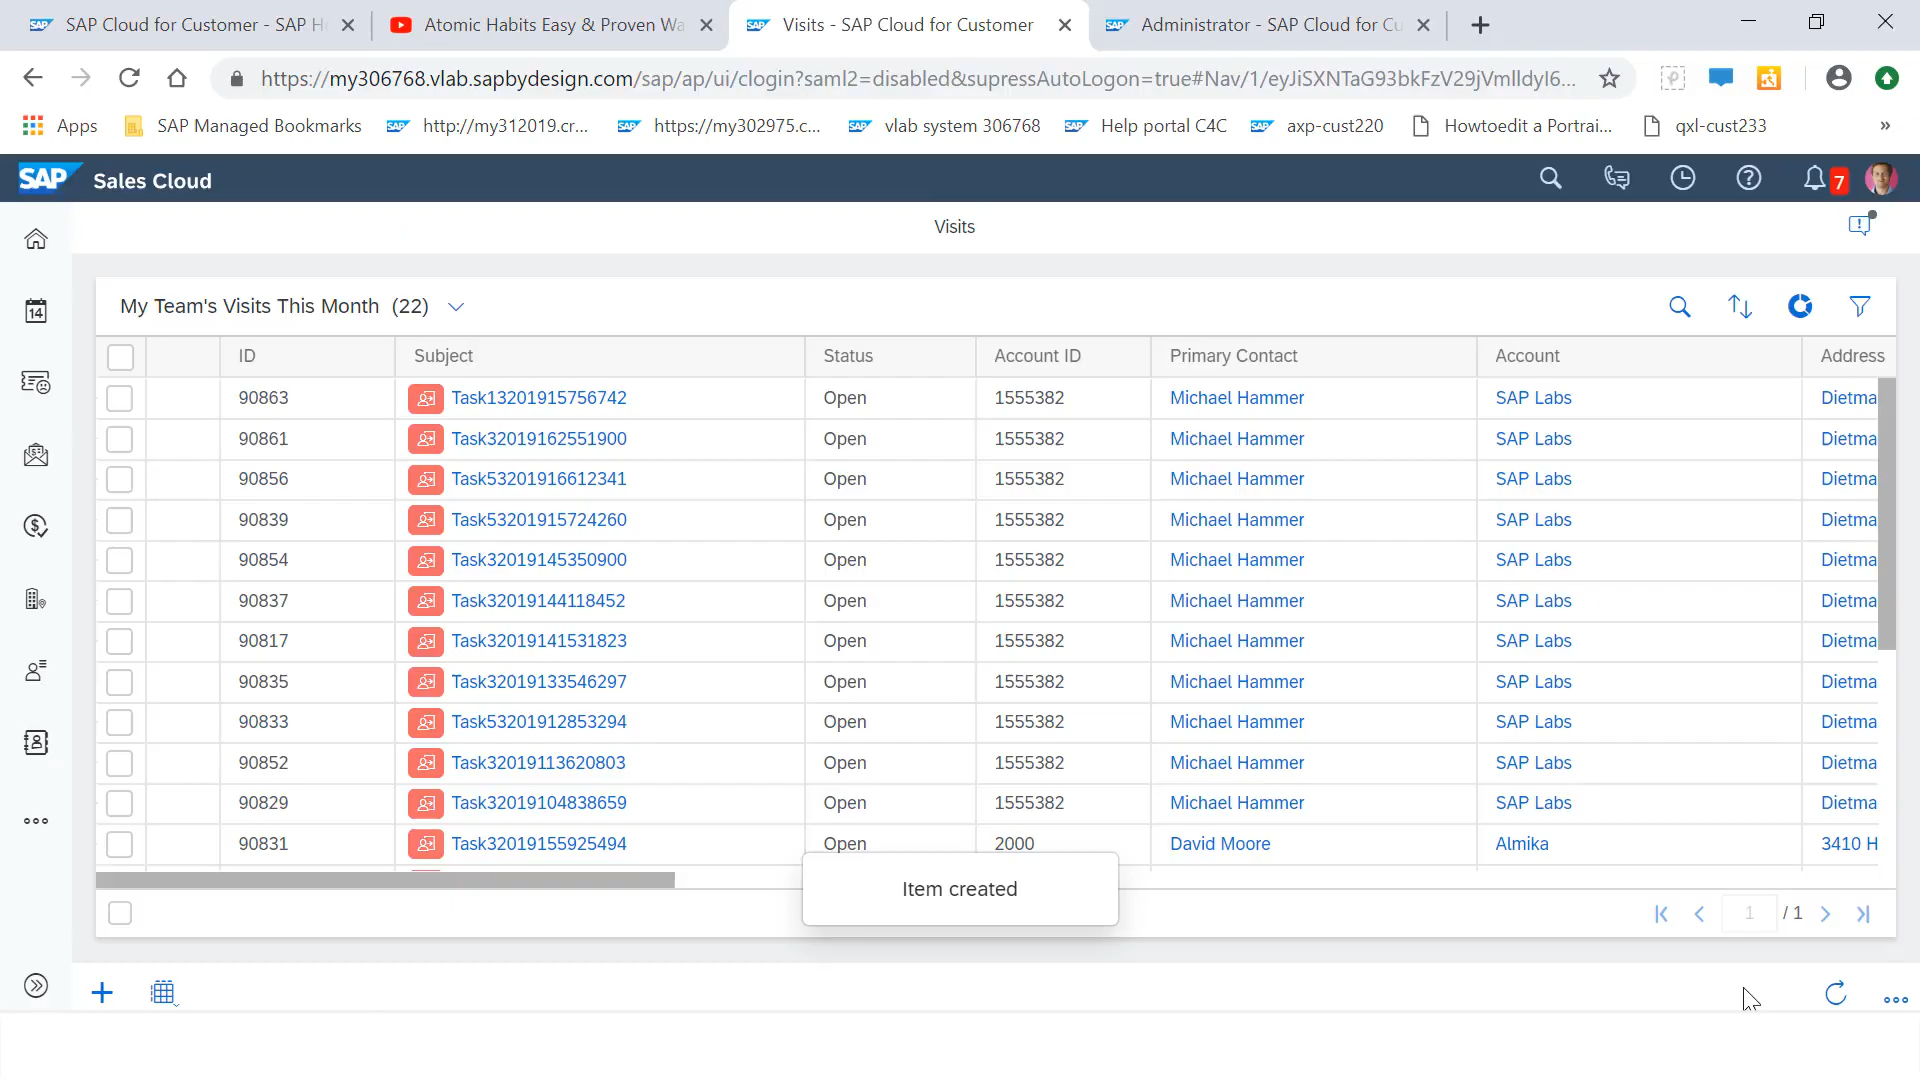 SAP Cloud for Customer - SAP H
Atomic Habits Easy & Proven Wa
Visits - SAP Cloud for Customer
Administrator - SAP Cloud for Cu
https://my306768.vlab.sapbydesign.com/sap/ap/ui/clogin?saml2=disabled&supressAutoLogon=true#Nav/1/eyJiSXNTaG93bkFzV29jVmlldyI6...
Apps
SAP Managed Bookmarks
http://my312019.cr...
https://my302975.c...
vlab system 306768
Help portal C4C
axp-cust220
Howtoedit a Portrai...
qxl-cust233
»
SAP Sales Cloud
7
Visits
14
My Team's Visits This Month (22)
ID Subject Status Account ID Primary Contact Account Address
90863 Task13201915756742 Open 1555382 Michael Hammer SAP Labs Dietma
90861 Task32019162551900 Open 1555382 Michael Hammer SAP Labs Dietma
90856 Task53201916612341 Open 1555382 Michael Hammer SAP Labs Dietma
90839 Task53201915724260 Open 1555382 Michael Hammer SAP Labs Dietma
90854 Task32019145350900 Open 1555382 Michael Hammer SAP Labs Dietma
90837 Task32019144118452 Open 1555382 Michael Hammer SAP Labs Dietma
90817 Task32019141531823 Open 1555382 Michael Hammer SAP Labs Dietma
90835 Task32019133546297 Open 1555382 Michael Hammer SAP Labs Dietma
90833 Task53201912853294 Open 1555382 Michael Hammer SAP Labs Dietma
90852 Task32019113620803 Open 1555382 Michael Hammer SAP Labs Dietma
90829 Task32019104838659 Open 1555382 Michael Hammer SAP Labs Dietma
90831 Task32019155925494 Open 2000 David Moore Almika 3410 H
Item created
1 / 1